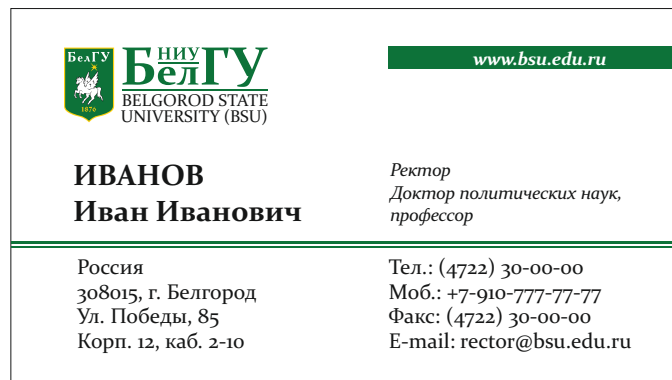 БелГУ
1876
НИУ
БелГУ
BELGOROD STATE
UNIVERSITY (BSU)
www.bsu.edu.ru
ИВАНОВ
Иван Иванович
Ректор
Доктор политических наук,
профессор
Россия
308015, г. Белгород
Ул. Победы, 85
Корп. 12, каб. 2-10
Тел.: (4722) 30-00-00
Моб.: +7-910-777-77-77
Факс: (4722) 30-00-00
E-mail: rector@bsu.edu.ru